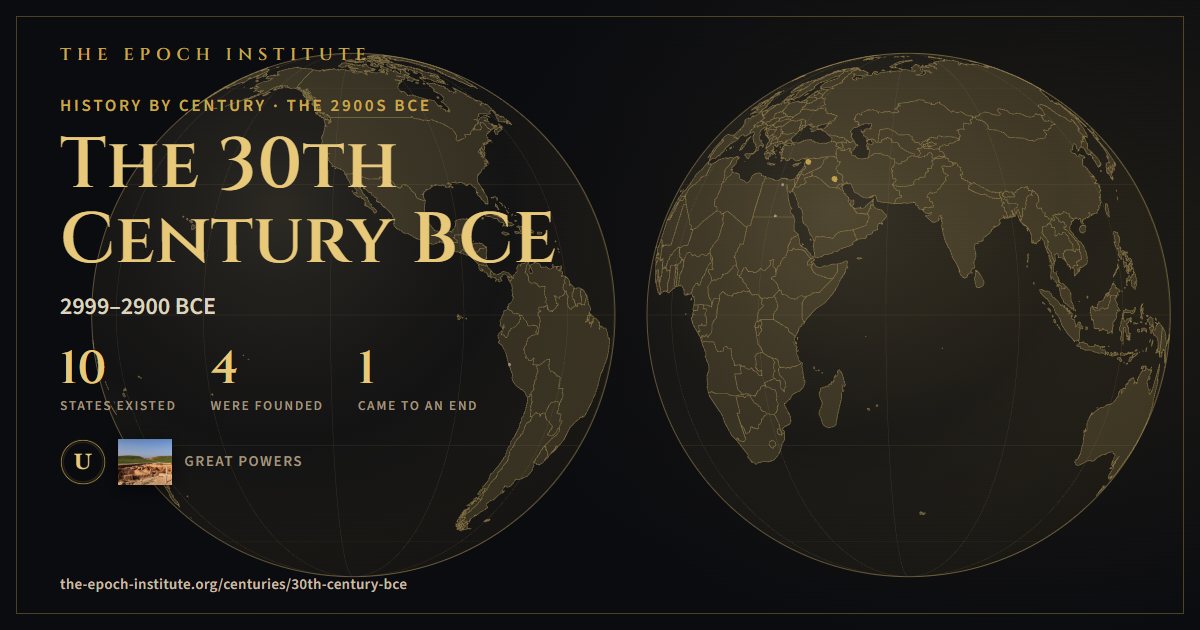 THE EPOCH INSTITUTE
HISTORY BY CENTURY · THE 2900S BCE
THE 30TH
CENTURY BCE
2999–2900 BCE
10 4 1
STATES EXISTED WERE FOUNDED CAME TO AN END
U GREAT POWERS
the-epoch-institute.org/centuries/30th-century-bce